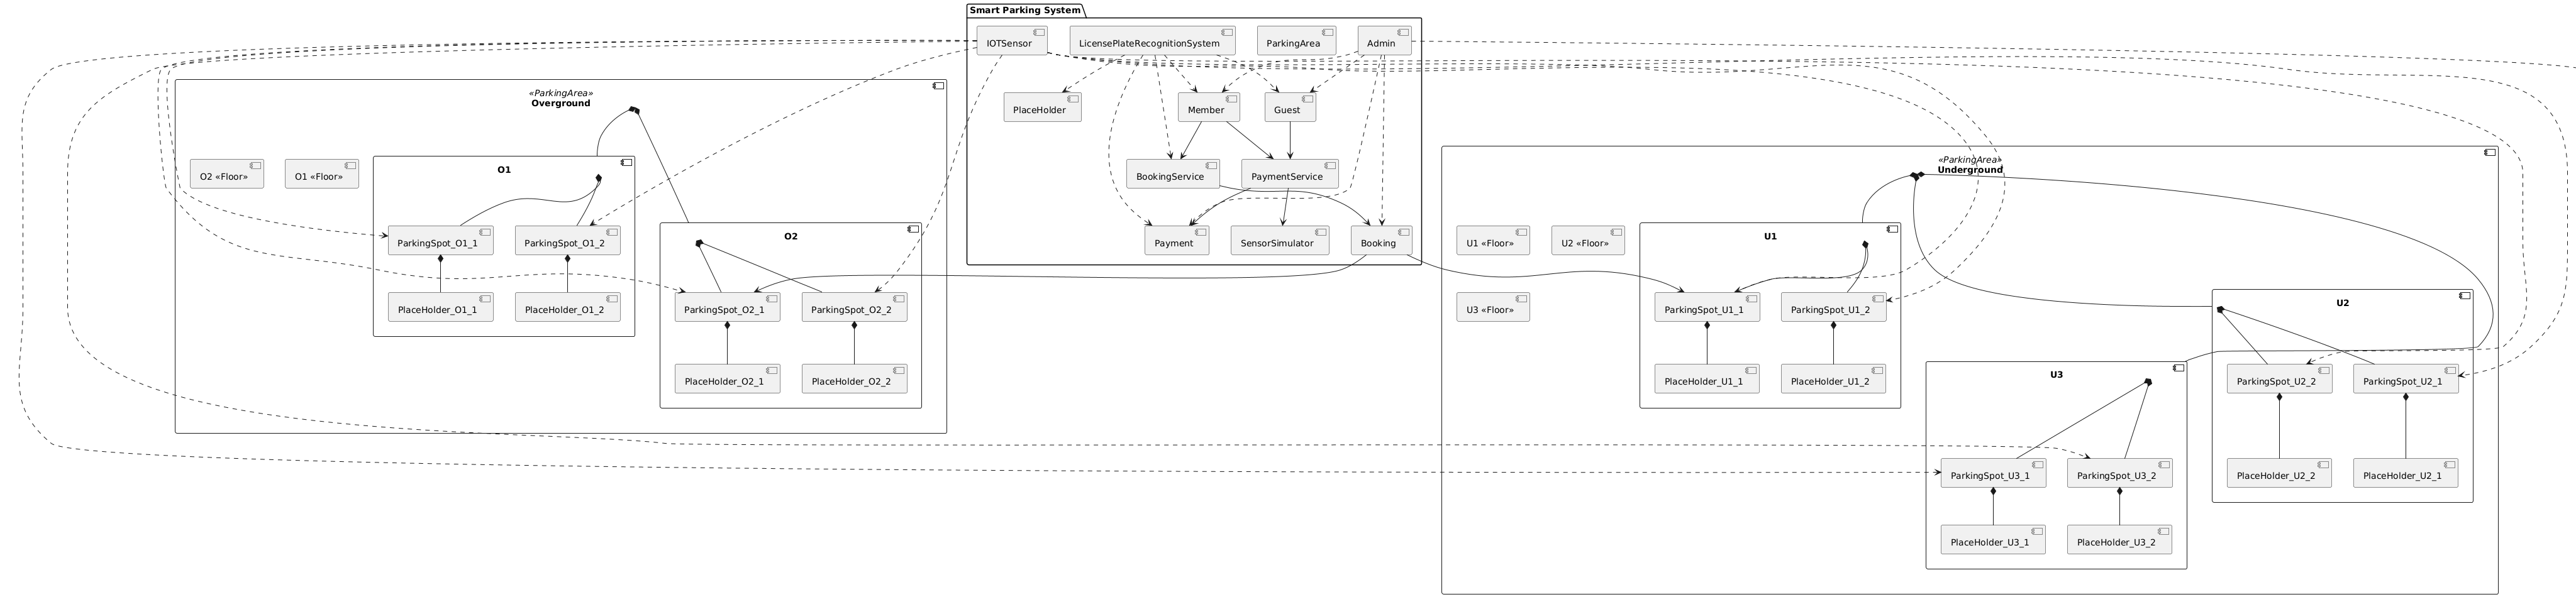 Smart Parking System
IOTSensor
LicensePlateRecognitionSystem
ParkingArea
Admin
PlaceHolder
Member
Guest
BookingService
PaymentService
Payment
SensorSimulator
Booking
«ParkingArea»
Overground
O2 «Floor»
O1 «Floor»
O1
ParkingSpot_O1_1
ParkingSpot_O1_2
PlaceHolder_O1_1
PlaceHolder_O1_2
O2
ParkingSpot_O2_1
ParkingSpot_O2_2
PlaceHolder_O2_1
PlaceHolder_O2_2
«ParkingArea»
Underground
U1 «Floor»
U2 «Floor»
U3 «Floor»
U1
ParkingSpot_U1_1
ParkingSpot_U1_2
PlaceHolder_U1_1
PlaceHolder_U1_2
U2
ParkingSpot_U2_2
ParkingSpot_U2_1
PlaceHolder_U2_2
PlaceHolder_U2_1
U3
ParkingSpot_U3_1
ParkingSpot_U3_2
PlaceHolder_U3_1
PlaceHolder_U3_2